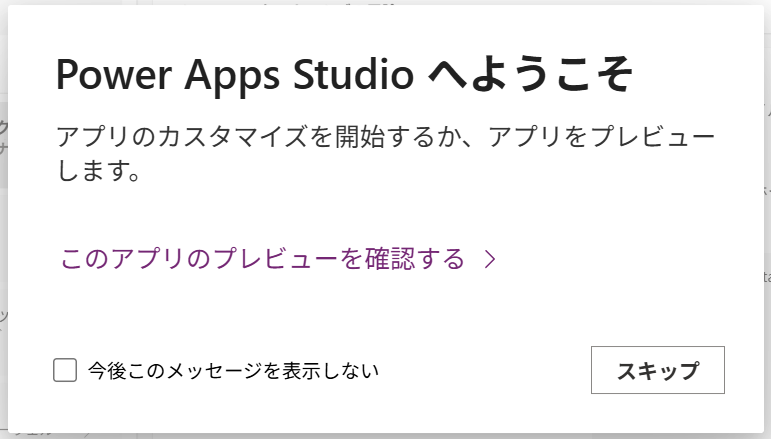 Power Apps Studio へようこそ
アプリのカスタマイズを開始するか、アプリをプレビュー
します。
このアプリのプレビューを確認する
今後このメッセージを表示しない
スキップ